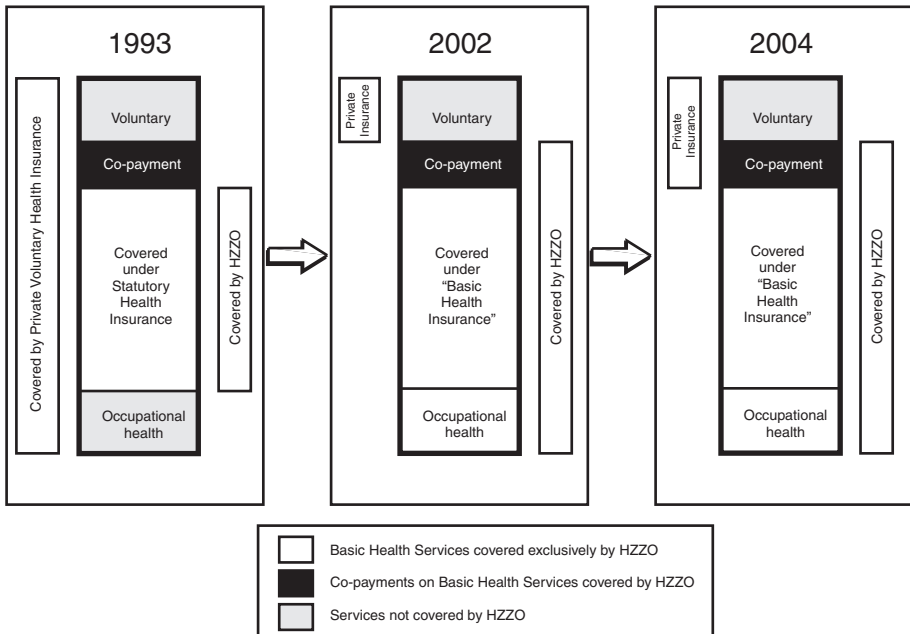 1993
Covered by Private Voluntary Health Insurance
Voluntary
Co-payment
Covered
under
Statutory
Health
Insurance
Occupational
health
Covered by HZZO
2002
Private
Insurance
Voluntary
Co-payment
Covered
under
“Basic
Health
Insurance”
Occupational
health
Covered by HZZO
2004
Private
Insurance
Voluntary
Co-payment
Covered
under
“Basic
Health
Insurance”
Occupational
health
Covered by HZZO
Basic Health Services covered exclusively by HZZO
Co-payments on Basic Health Services covered by HZZO
Services not covered by HZZO